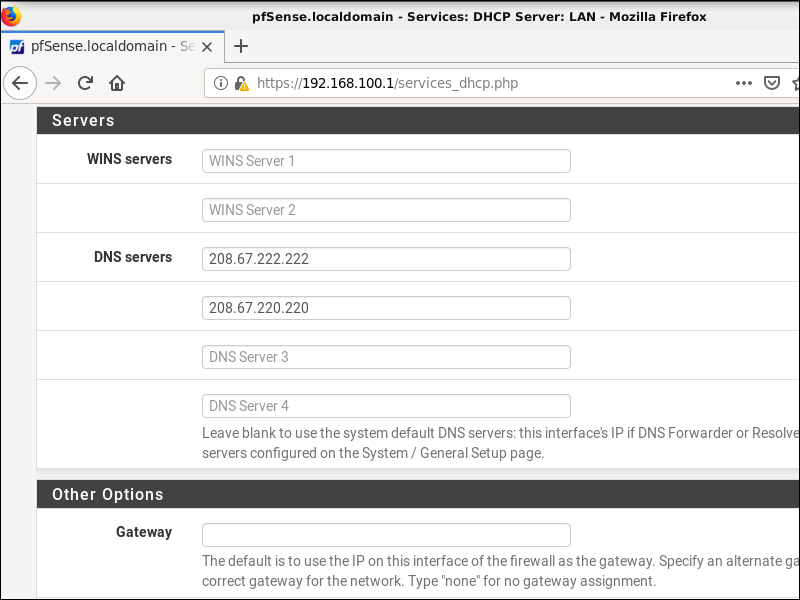 pfSense.localdomain - Services: DHCP Server: LAN - Mozilla Firefox
pfSense.localdomain - Se
https://192.168.100.1/services_dhcp.php
Servers
WINS servers
WINS Server 1
WINS Server 2
DNS servers
208.67.222.222
208.67.220.220
DNS Server 3
DNS Server 4
Leave blank to use the system default DNS servers: this interface's IP if DNS Forwarder or Resolve
servers configured on the System / General Setup page.
Other Options
Gateway
The default is to use the IP on this interface of the firewall as the gateway. Specify an alternate ga
correct gateway for the network. Type "none" for no gateway assignment.